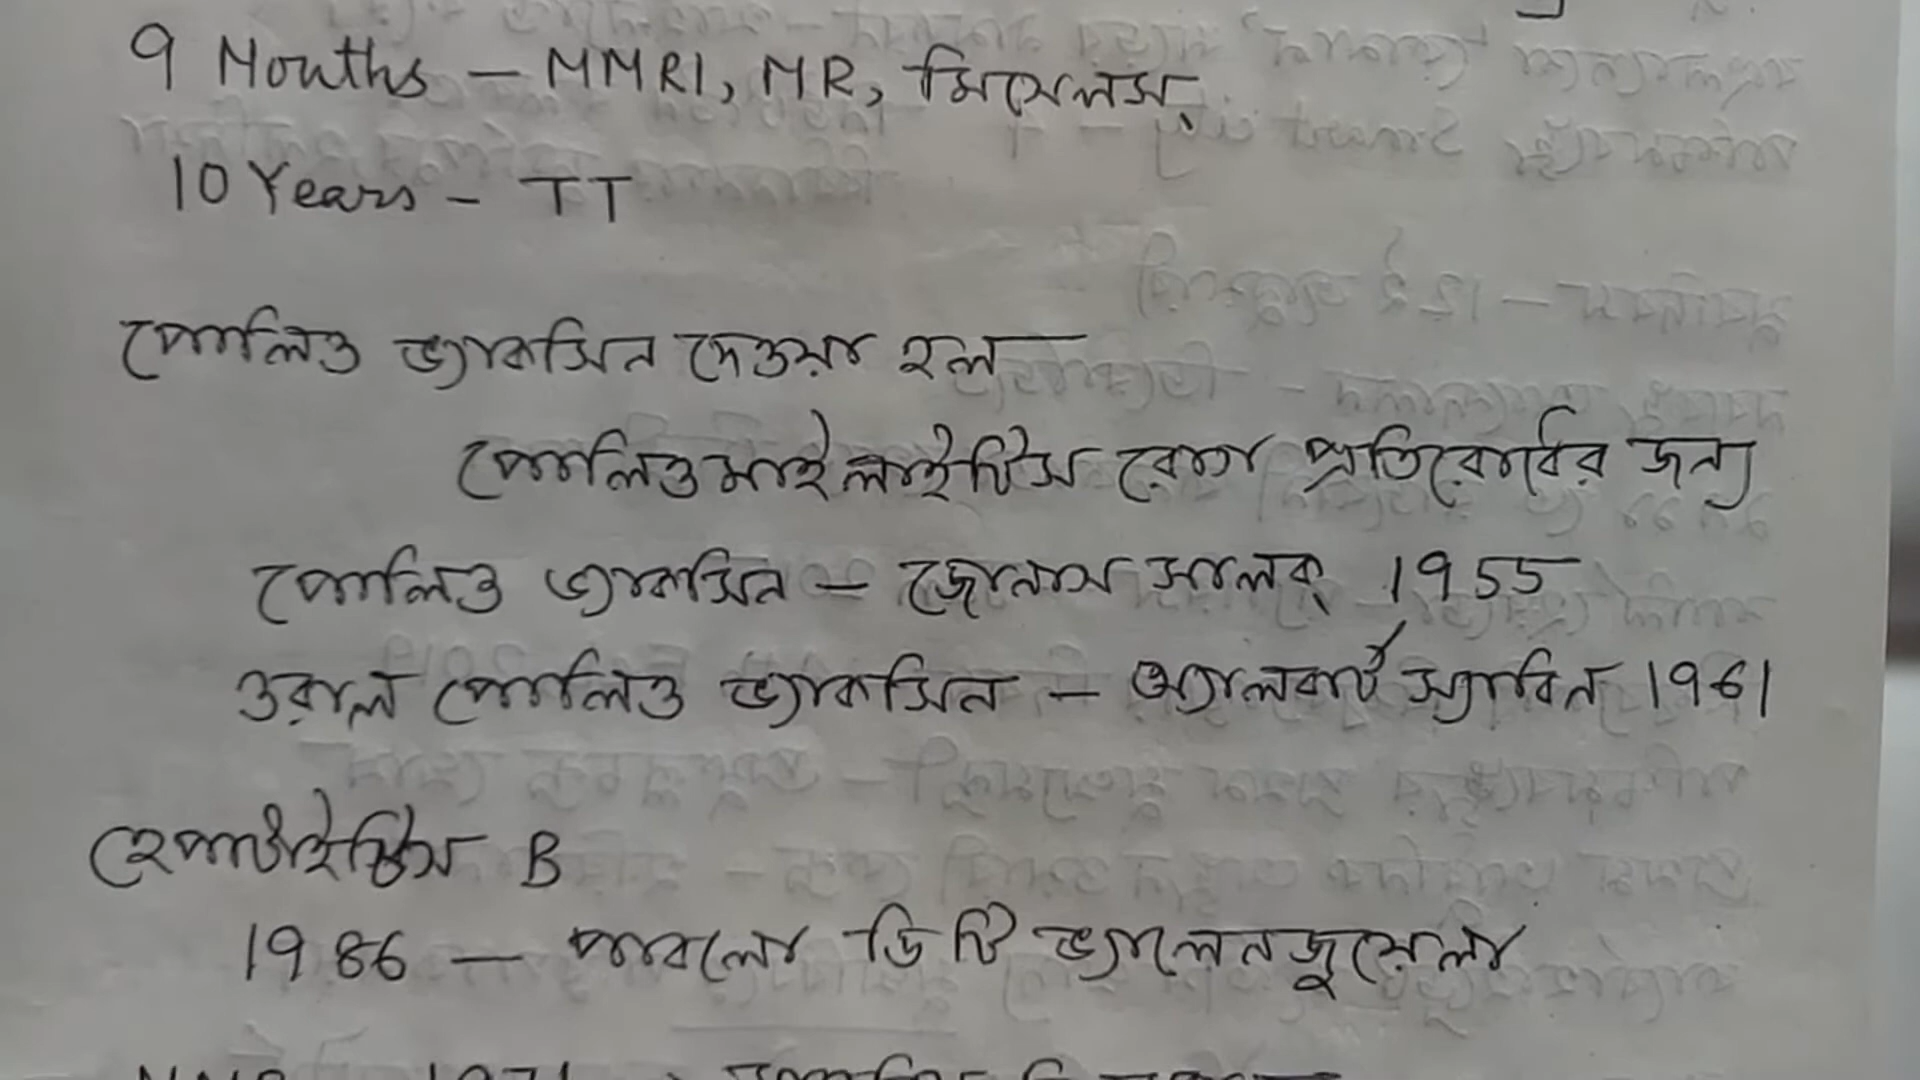 9 Months – MMR1, MR, মিসেলস্
10 Years – TT
পোলিও ভ্যাকসিন দেওয়া হল
পোলিওমাইলাইটিস রোগ প্রতিরোধের জন্য
পোলিও ভ্যাকসিন – জোনাস সালক্ 1955
ওরাল পোলিও ভ্যাকসিন – অ্যালবার্ট স্যাবিন 1961
হেপাটাইটিস B
1986 – পাবলো ডি টি ভ্যালেনজুয়েলা